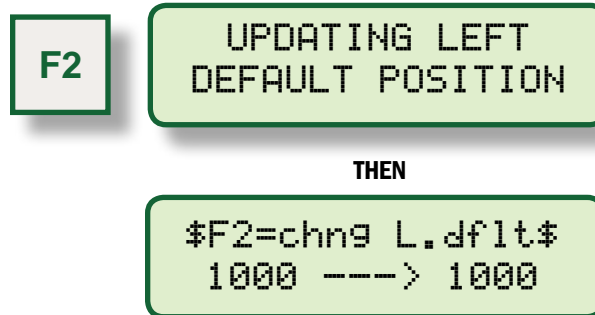 F2
UPDATING LEFT
DEFAULT POSITION
THEN
$F2=chng L.dflt$
1000 ---> 1000